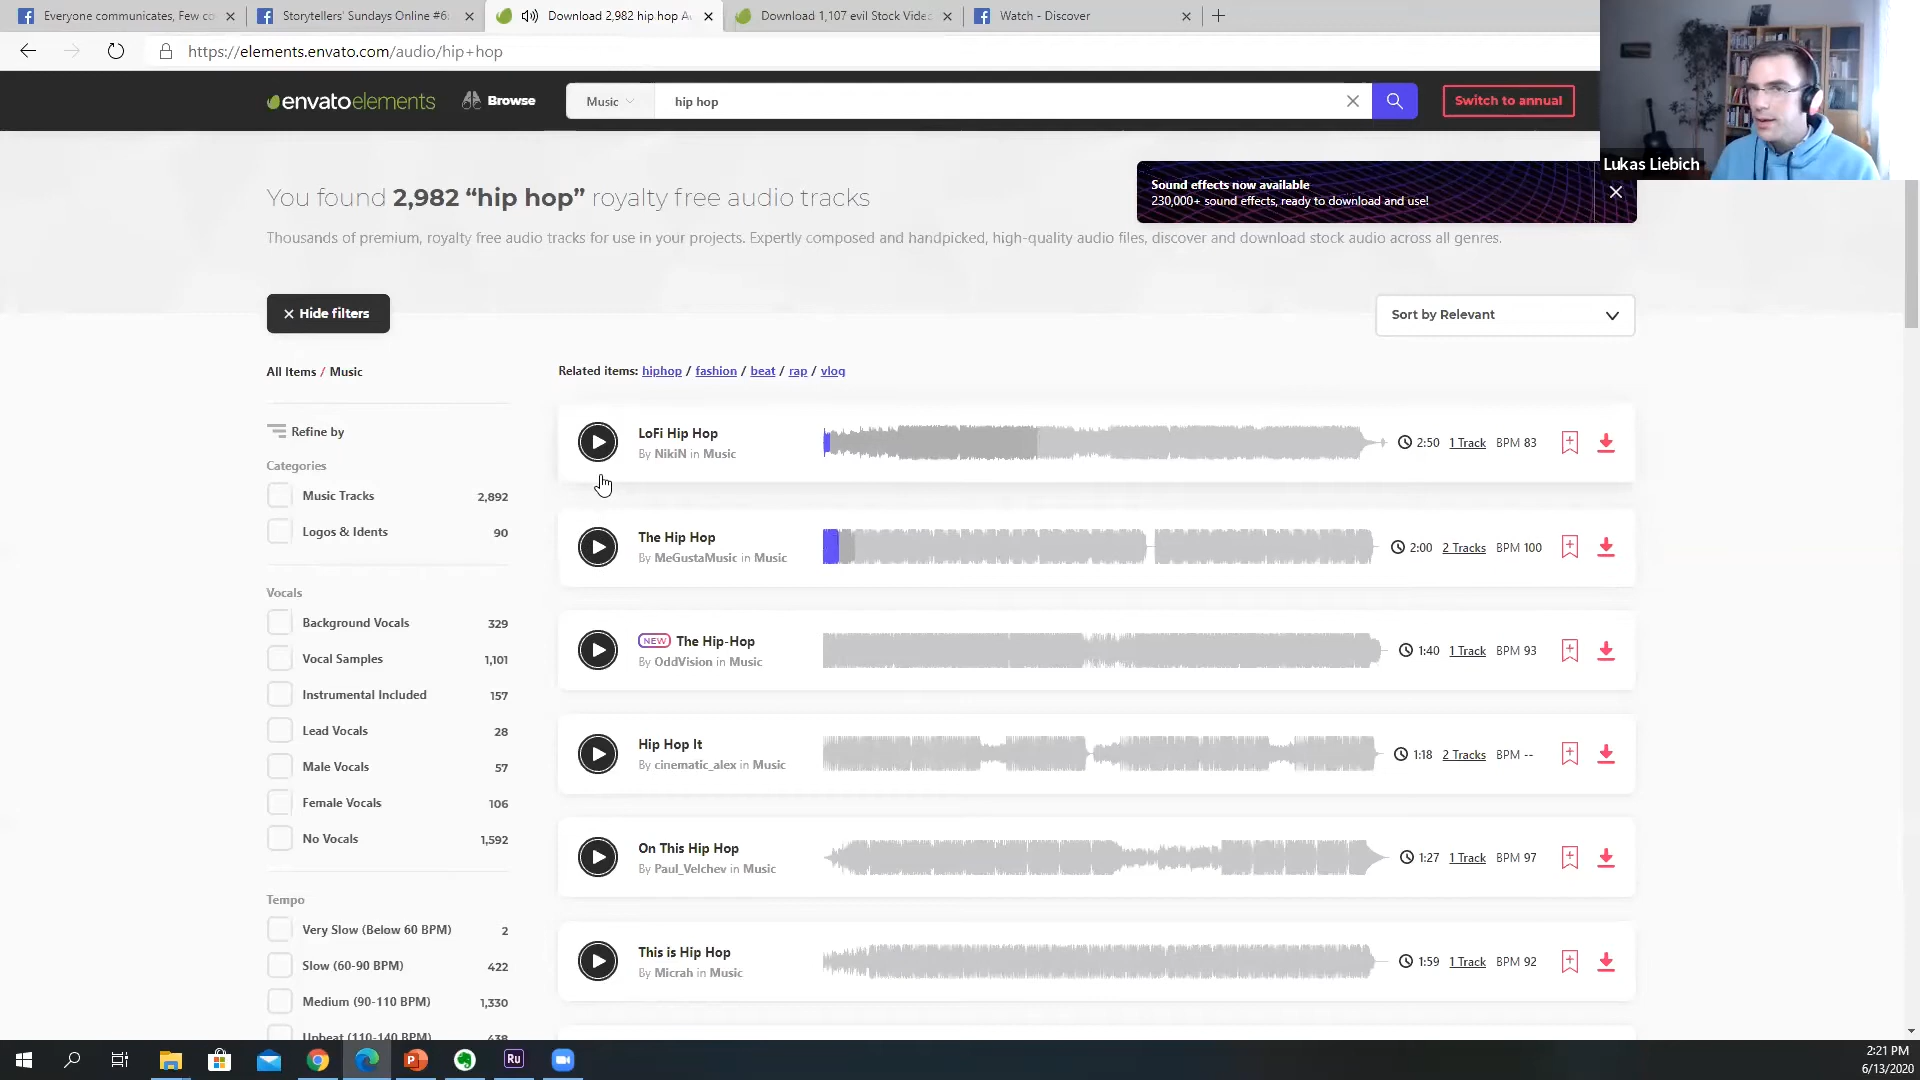 Everyone communicates, Few co
Storytellers' Sundays Online #6:
Download 2,982 hip hop A
Download 1,107 evil Stock Video
Watch - Discover
https://elements.envato.com/audio/hip+hop
envatoelements
Browse
Music
hip hop
Switch to annual
Lukas Liebich
You found 2,982 “hip hop” royalty free audio tracks
Sound effects now available
230,000+ sound effects, ready to download and use!
Thousands of premium, royalty free audio tracks for use in your projects. Expertly composed and handpicked, high-quality audio files, discover and download stock audio across all genres.
Hide filters
Sort by Relevant
All Items / Music
Related items: hiphop / fashion / beat / rap / vlog
Refine by
Categories
Music Tracks 2,892
Logos & Idents 90
Vocals
Background Vocals 329
Vocal Samples 1,101
Instrumental Included 157
Lead Vocals 28
Male Vocals 57
Female Vocals 106
No Vocals 1,592
Tempo
Very Slow (Below 60 BPM) 2
Slow (60-90 BPM) 422
Medium (90-110 BPM) 1,330
Upbeat (110-140 BPM) 438
LoFi Hip Hop
By NikiN in Music
2:50 1 Track BPM 83
The Hip Hop
By MeGustaMusic in Music
2:00 2 Tracks BPM 100
NEW The Hip-Hop
By OddVision in Music
1:40 1 Track BPM 93
Hip Hop It
By cinematic_alex in Music
1:18 2 Tracks BPM --
On This Hip Hop
By Paul_Velchev in Music
1:27 1 Track BPM 97
This is Hip Hop
By Micrah in Music
1:59 1 Track BPM 92
Ru
2:21 PM
6/13/2020